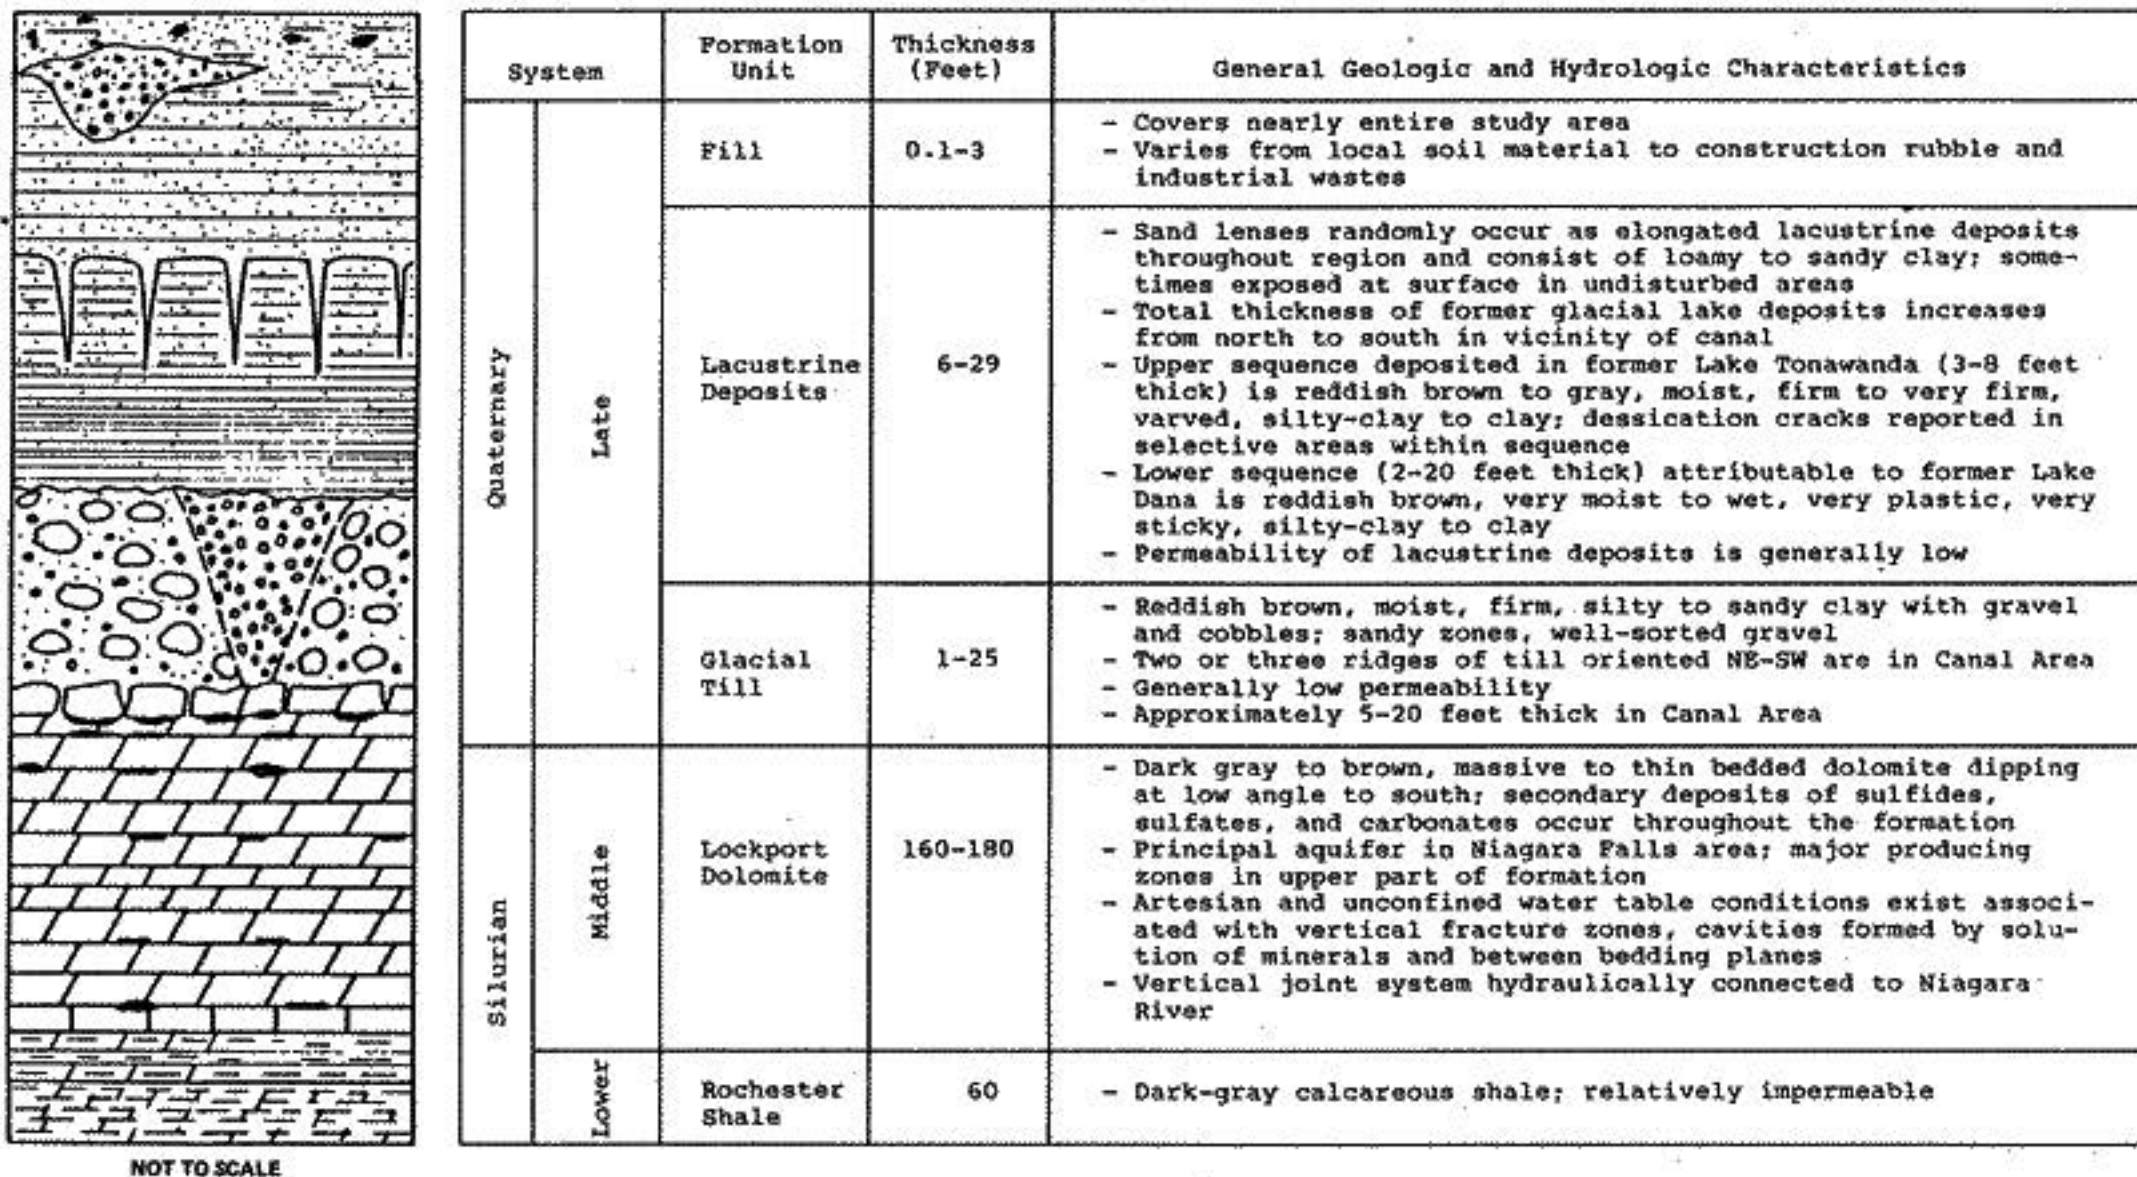 System
Formation
Unit
Thickness
(Feet)
General Geologic and Hydrologic Characteristics
Quaternary
Late
Fill
0.1-3
- Covers nearly entire study area
- Varies from local soil material to construction rubble and
industrial wastes
Lacustrine
Deposits
6-29
- Sand lenses randomly occur as elongated lacustrine deposits
throughout region and consist of loamy to sandy clay; some-
times exposed at surface in undisturbed areas
- Total thickness of former glacial lake deposits increases
from north to south in vicinity of canal
- Upper sequence deposited in former Lake Tonawanda (3-8 feet
thick) is reddish brown to gray, moist, firm to very firm,
varved, silty-clay to clay; dessication cracks reported in
selective areas within sequence
- Lower sequence (2-20 feet thick) attributable to former Lake
Dana is reddish brown, very moist to wet, very plastic, very
sticky, silty-clay to clay
- Permeability of lacustrine deposits is generally low
Glacial
Till
1-25
- Reddish brown, moist, firm, silty to sandy clay with gravel
and cobbles; sandy zones, well-sorted gravel
- Two or three ridges of till oriented NE-SW are in Canal Area
- Generally low permeability
- Approximately 5-20 feet thick in Canal Area
Silurian
Middle
Lockport
Dolomite
160-180
- Dark gray to brown, massive to thin bedded dolomite dipping
at low angle to south; secondary deposits of sulfides,
sulfates, and carbonates occur throughout the formation
- Principal aquifer in Niagara Falls area; major producing
zones in upper part of formation
- Artesian and unconfined water table conditions exist associ-
ated with vertical fracture zones, cavities formed by solu-
tion of minerals and between bedding planes
- Vertical joint system hydraulically connected to Niagara
River
Lower
Rochester
Shale
60
- Dark-gray calcareous shale; relatively impermeable
NOT TO SCALE